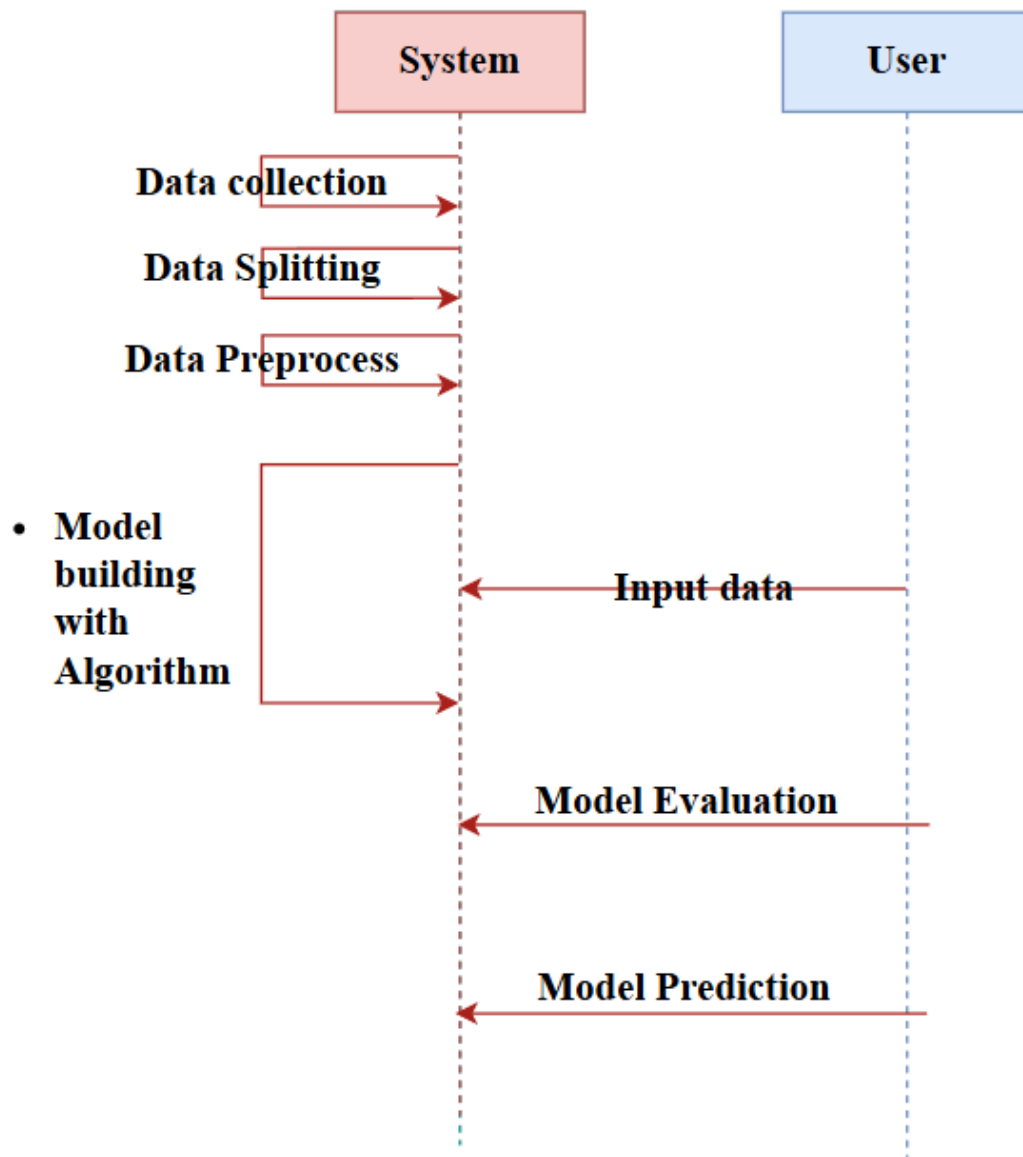 System
User
Data collection
Data Splitting
Data Preprocess
• Model
building
with
Algorithm
Input data
Model Evaluation
Model Prediction